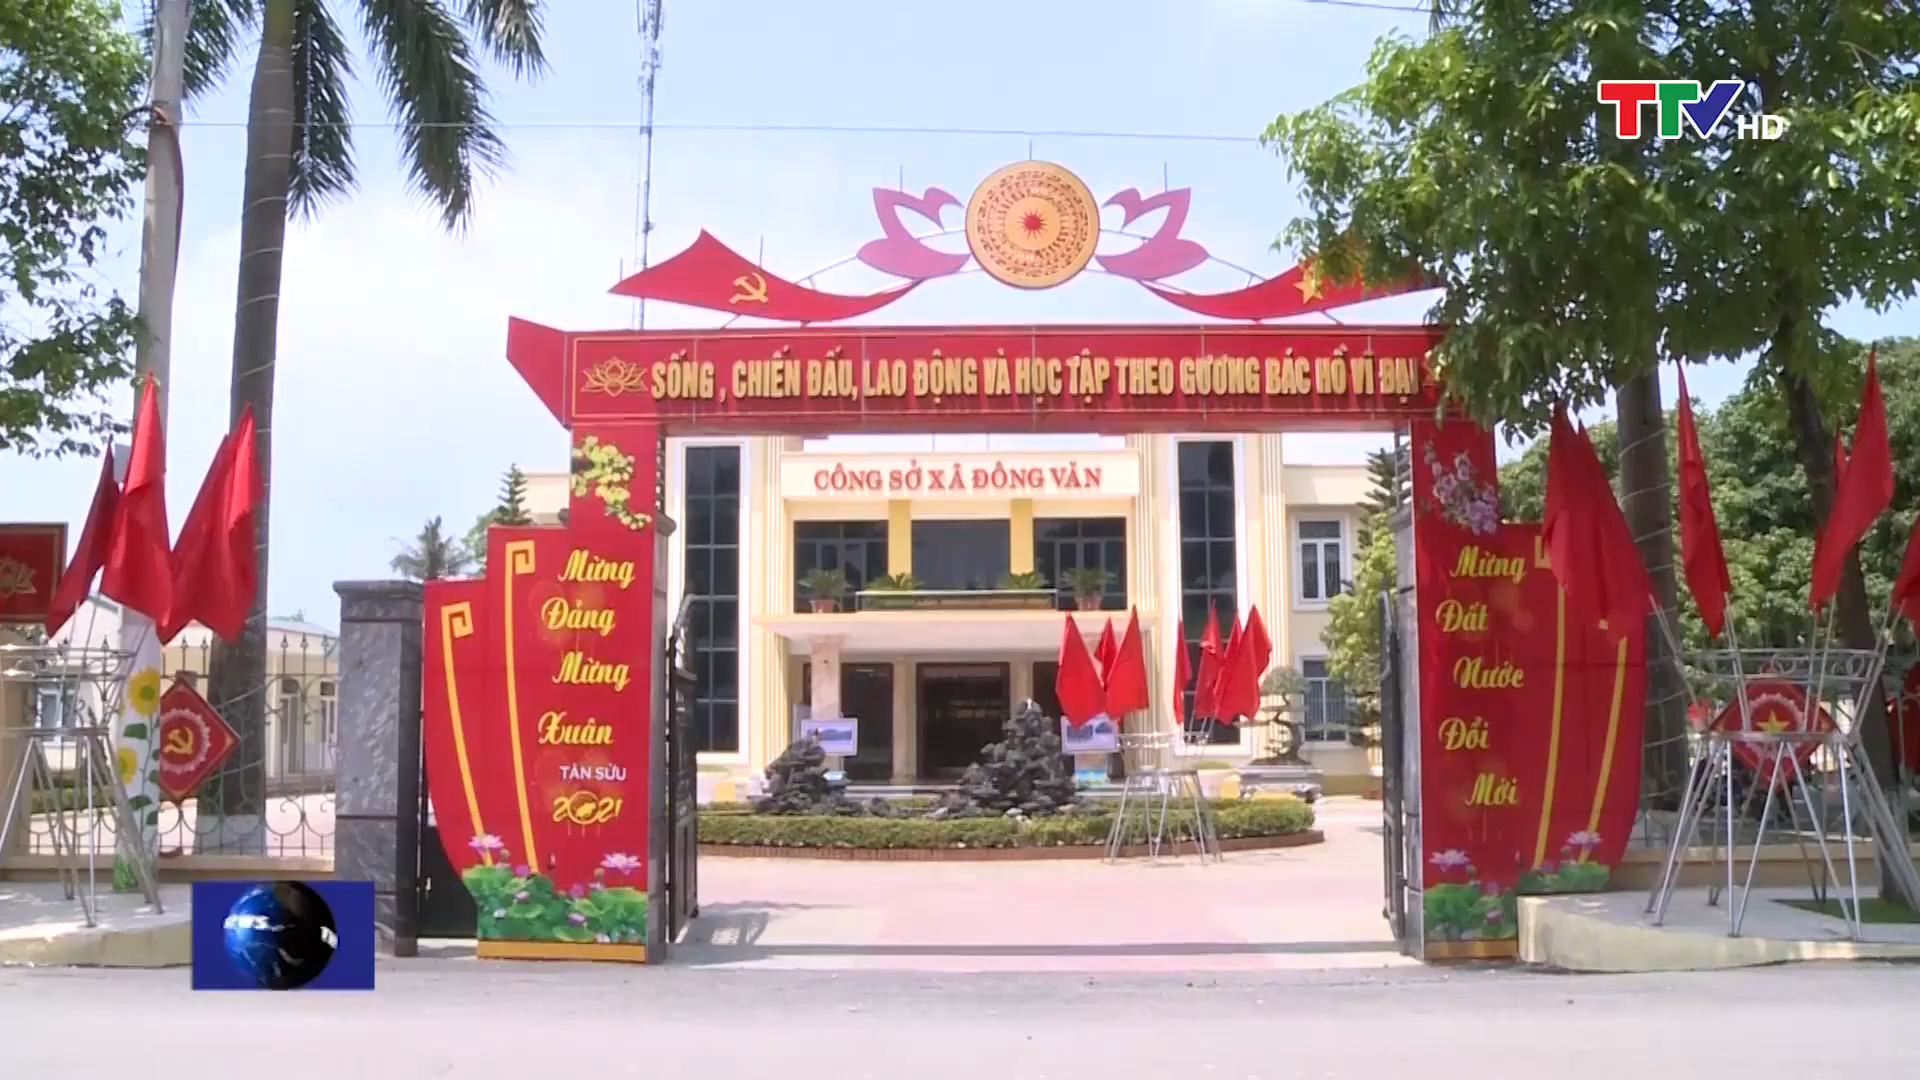 TTV HD
SỐNG, CHIẾN ĐẤU, LAO ĐỘNG VÀ HỌC TẬP THEO GƯƠNG BÁC HỒ VĨ ĐẠI
CÔNG SỞ XÃ ĐÔNG VĂN
Mừng
Đảng
Mừng
Xuân
TÂN SỬU
2021
Mừng
Đất
Nước
Đổi
Mới